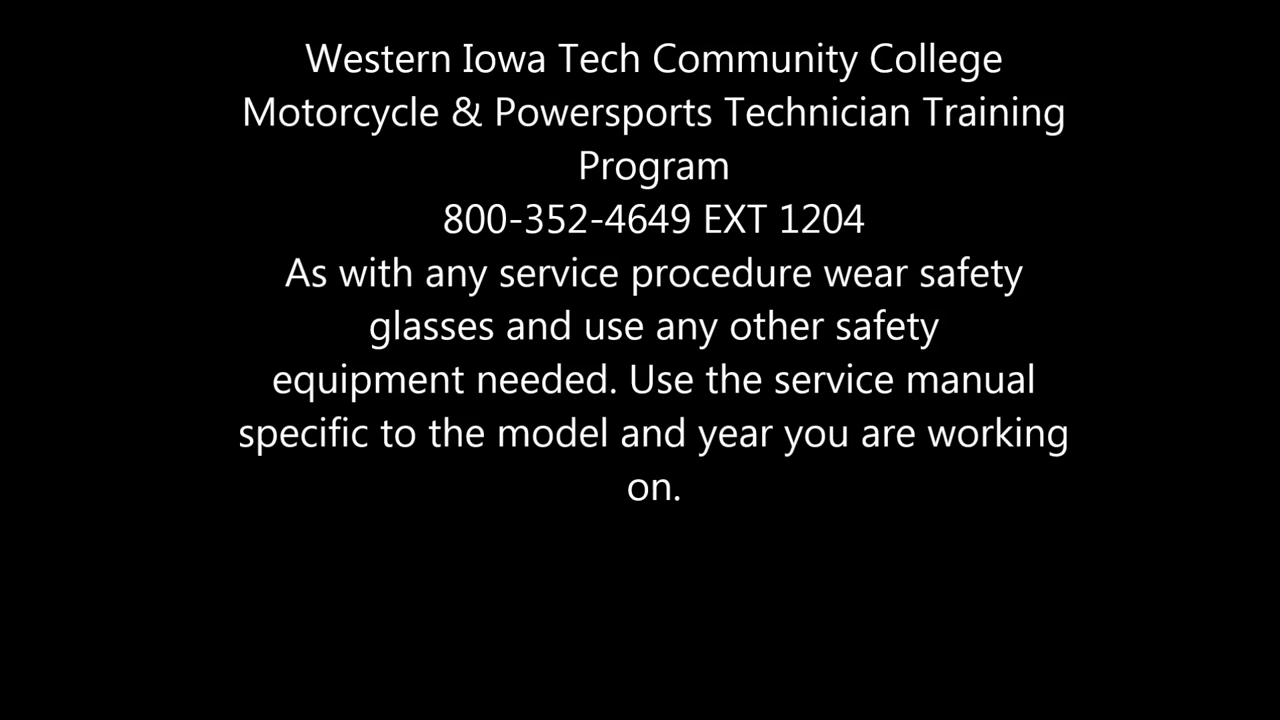 Western Iowa Tech Community College
Motorcycle & Powersports Technician Training
Program
800-352-4649 EXT 1204
As with any service procedure wear safety
glasses and use any other safety
equipment needed. Use the service manual
specific to the model and year you are working
on.